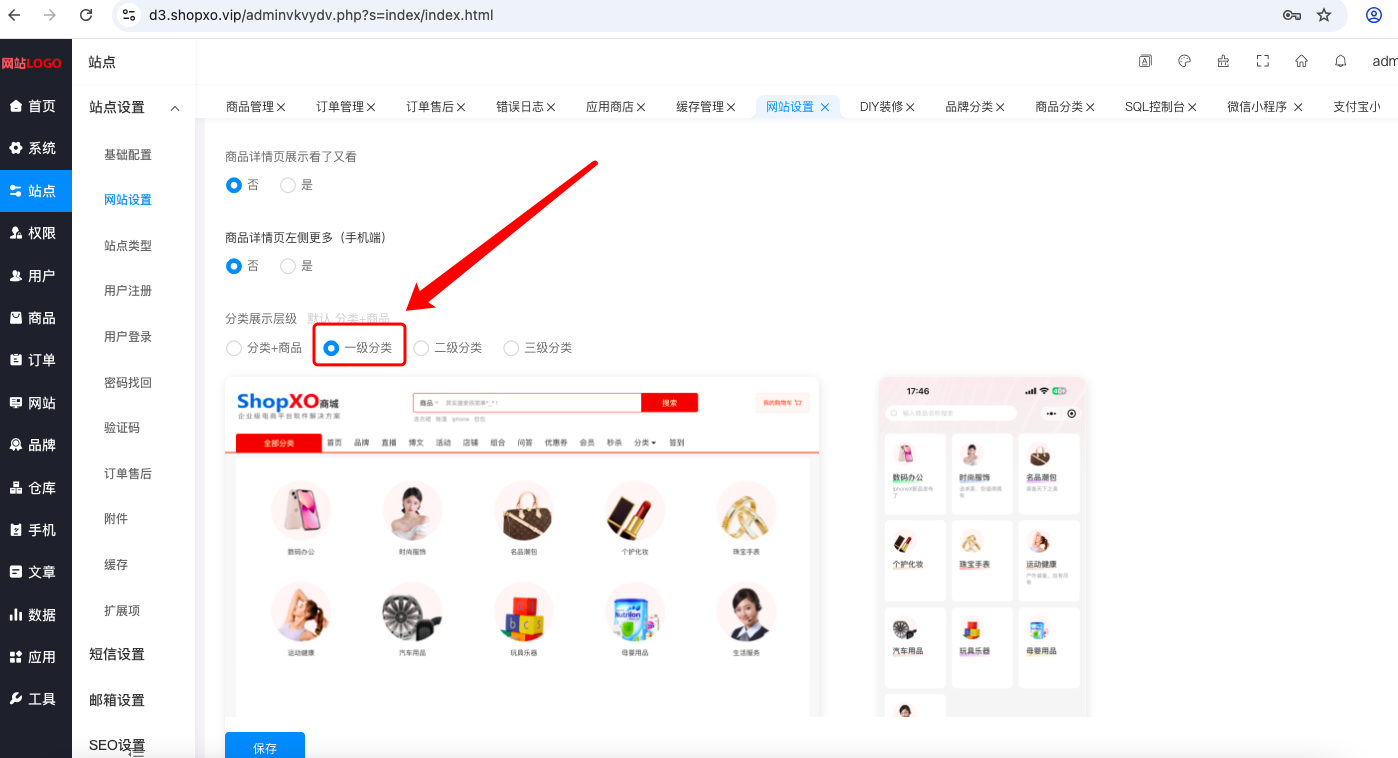 d3.shopxo.vip/adminvkvydv.php?s=index/index.html
网站LOGO
站点
adm
首页
系统
站点
权限
用户
商品
订单
网站
品牌
仓库
手机
文章
数据
应用
工具
站点设置
基础配置
网站设置
站点类型
用户注册
用户登录
密码找回
验证码
订单售后
附件
缓存
扩展项
短信设置
邮箱设置
SEO设置
商品管理 订单管理 订单售后 错误日志 应用商店 缓存管理 网站设置 DIY装修 品牌分类 商品分类 SQL控制台 微信小程序 支付宝小
商品详情页展示看了又看
否 是
商品详情页左侧更多（手机端）
否 是
分类展示层级 默认 分类+商品
分类+商品 一级分类 二级分类 三级分类
ShopXO商城
企业级电商平台软件解决方案
商品 其实搜索很简单^_^！ 搜索
连衣裙 帐篷 iphone 包包
我的购物车
全部分类 首页 品牌 直播 博文 活动 店铺 组合 问答 优惠券 会员 秒杀 分类 签到
数码办公 时尚服饰 名品潮包 个护化妆 珠宝手表
运动健康 汽车用品 玩具乐器 母婴用品 生活服务
17:46
输入商品名称搜索
数码办公 时尚服饰 名品潮包
个护化妆 珠宝手表 运动健康
汽车用品 玩具乐器 母婴用品
保存